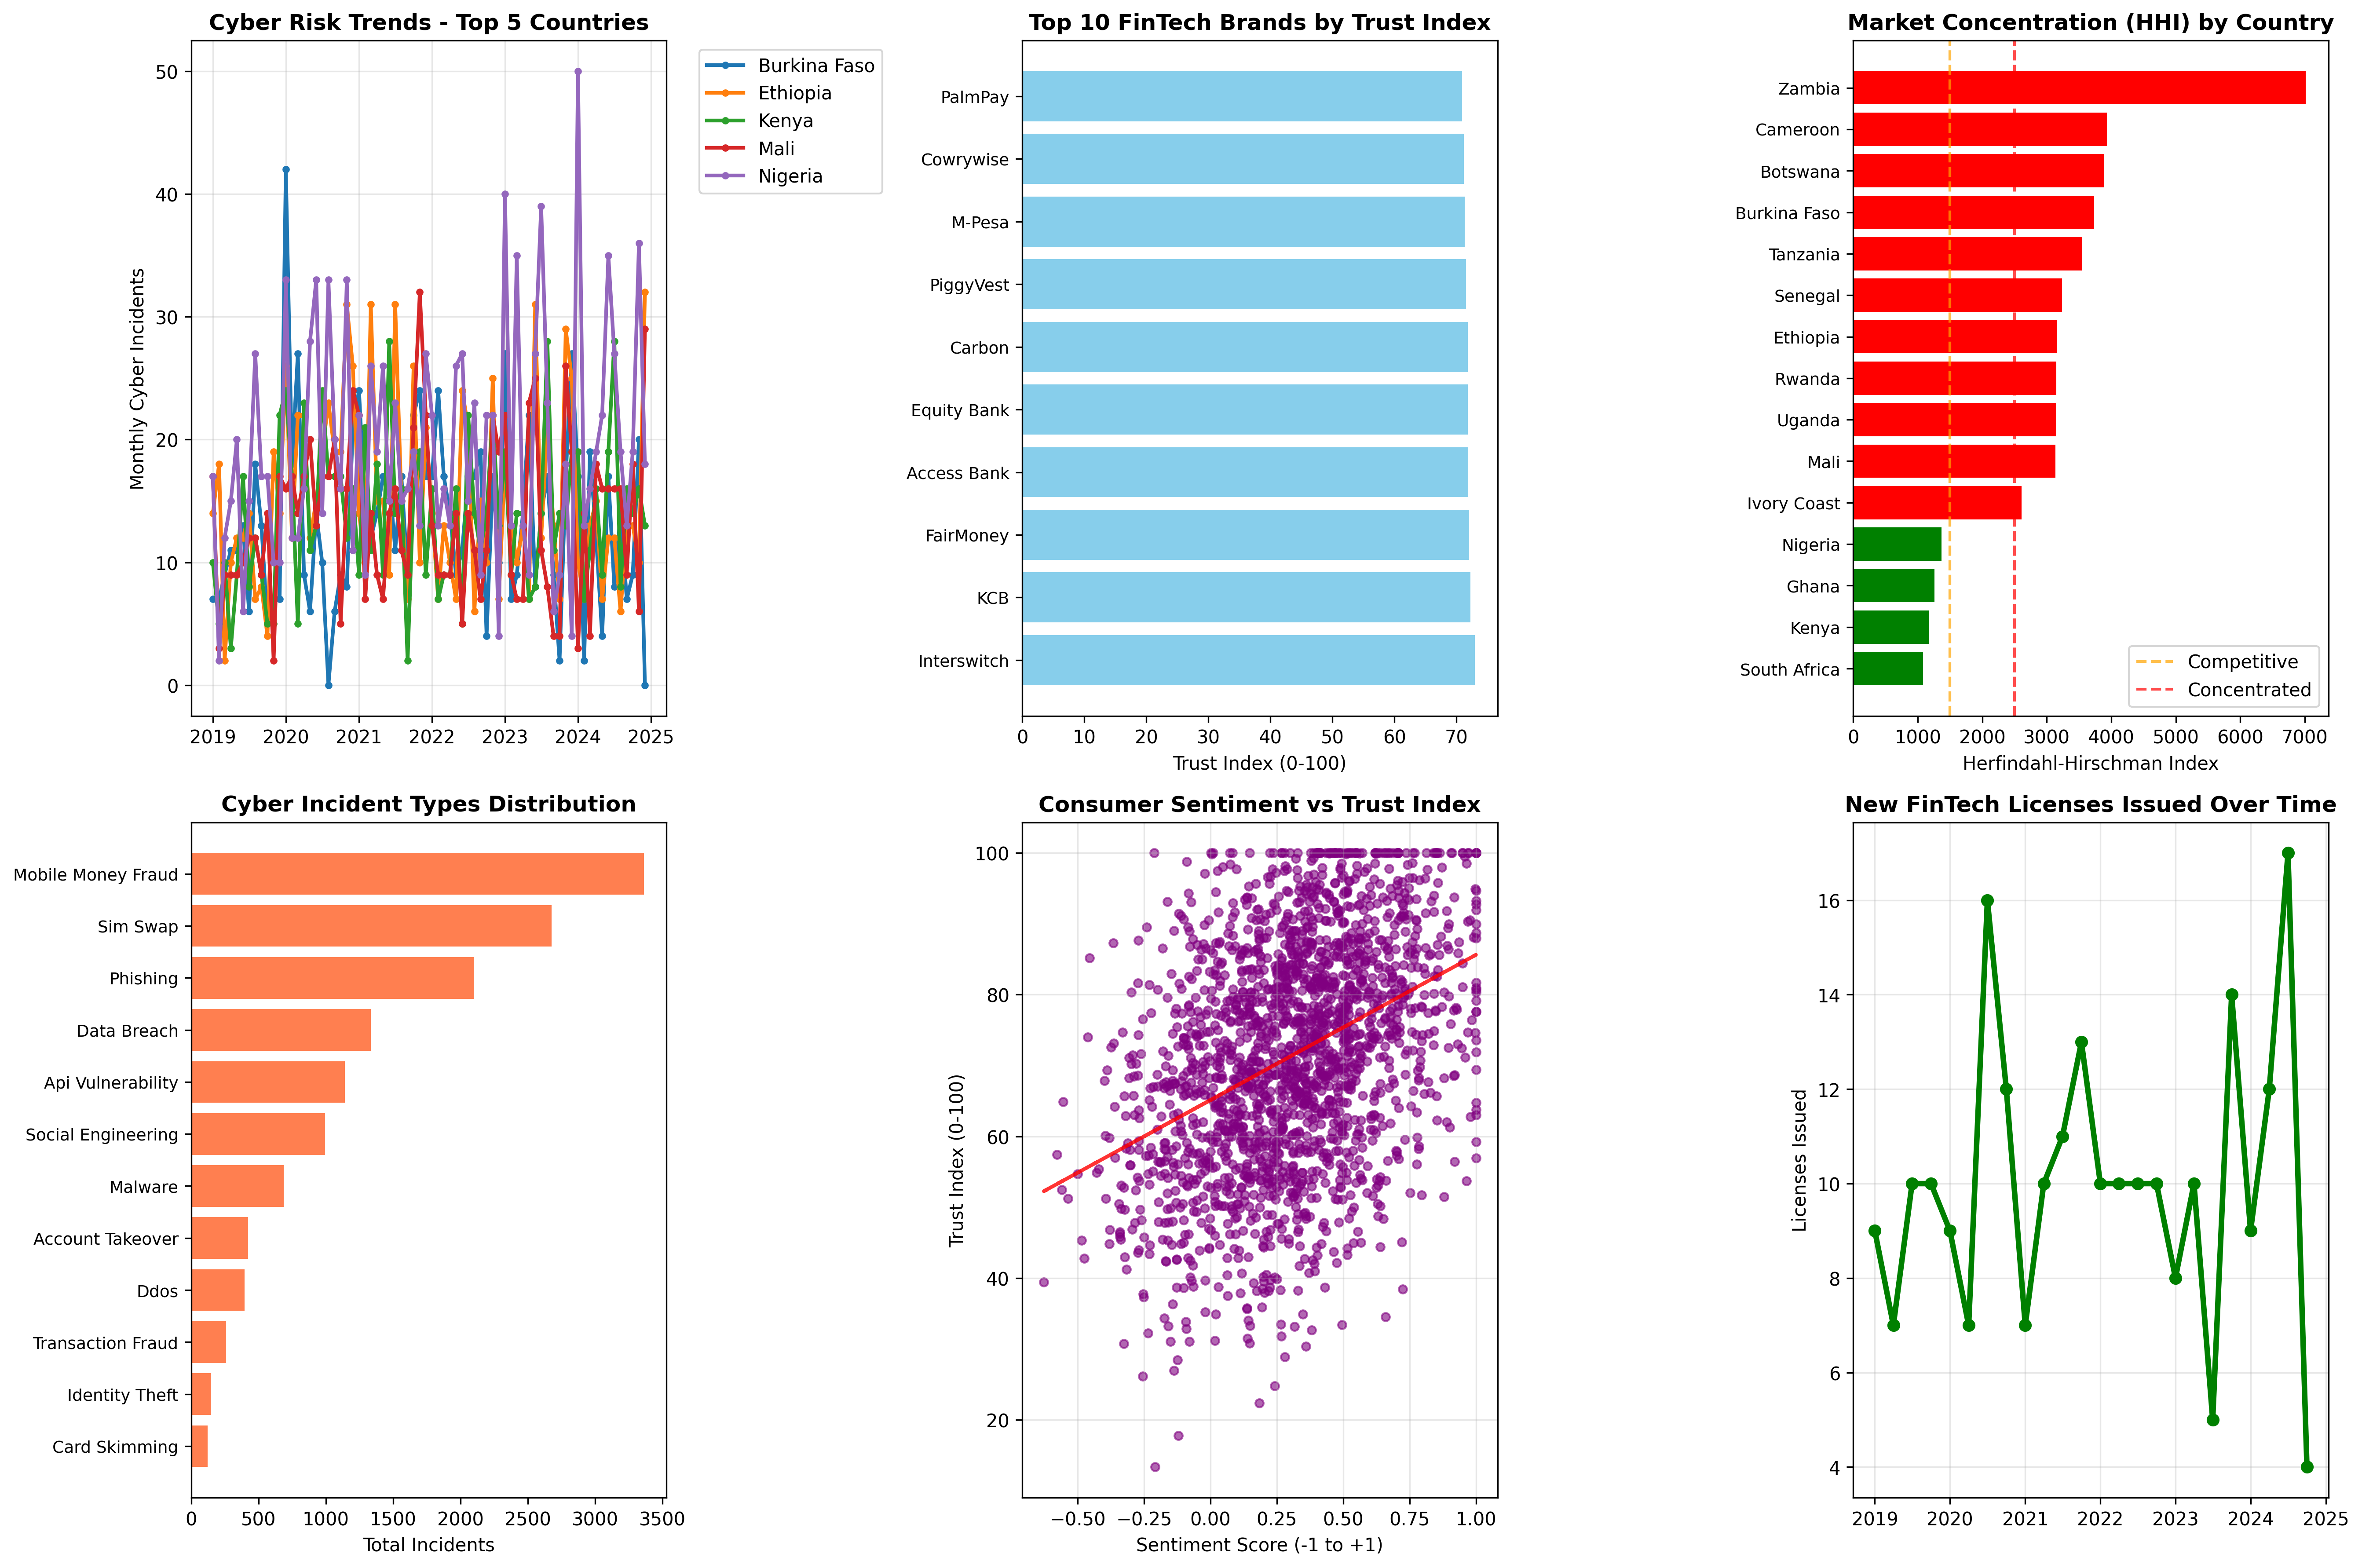 Cyber Risk Trends - Top 5 Countries
Monthly Cyber Incidents
50
40
30
20
10
0
2019 2020 2021 2022 2023 2024 2025
Burkina Faso
Ethiopia
Kenya
Mali
Nigeria
Top 10 FinTech Brands by Trust Index
PalmPay
Cowrywise
M-Pesa
PiggyVest
Carbon
Equity Bank
Access Bank
FairMoney
KCB
Interswitch
0 10 20 30 40 50 60 70
Trust Index (0-100)
Market Concentration (HHI) by Country
Zambia
Cameroon
Botswana
Burkina Faso
Tanzania
Senegal
Ethiopia
Rwanda
Uganda
Mali
Ivory Coast
Nigeria
Ghana
Kenya
South Africa
Competitive
Concentrated
0 1000 2000 3000 4000 5000 6000 7000
Herfindahl-Hirschman Index
Cyber Incident Types Distribution
Mobile Money Fraud
Sim Swap
Phishing
Data Breach
Api Vulnerability
Social Engineering
Malware
Account Takeover
Ddos
Transaction Fraud
Identity Theft
Card Skimming
0 500 1000 1500 2000 2500 3000 3500
Total Incidents
Consumer Sentiment vs Trust Index
Trust Index (0-100)
100
80
60
40
20
−0.50 −0.25 0.00 0.25 0.50 0.75 1.00
Sentiment Score (-1 to +1)
New FinTech Licenses Issued Over Time
Licenses Issued
16
14
12
10
8
6
4
2019 2020 2021 2022 2023 2024 2025